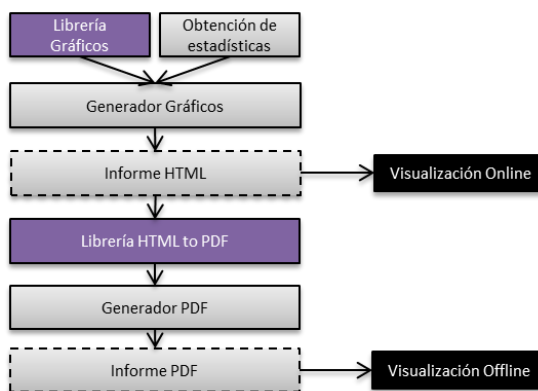 Librería
Gráficos
Obtención de
estadísticas
Generador Gráficos
Informe HTML
Visualización Online
Librería HTML to PDF
Generador PDF
Informe PDF
Visualización Offline